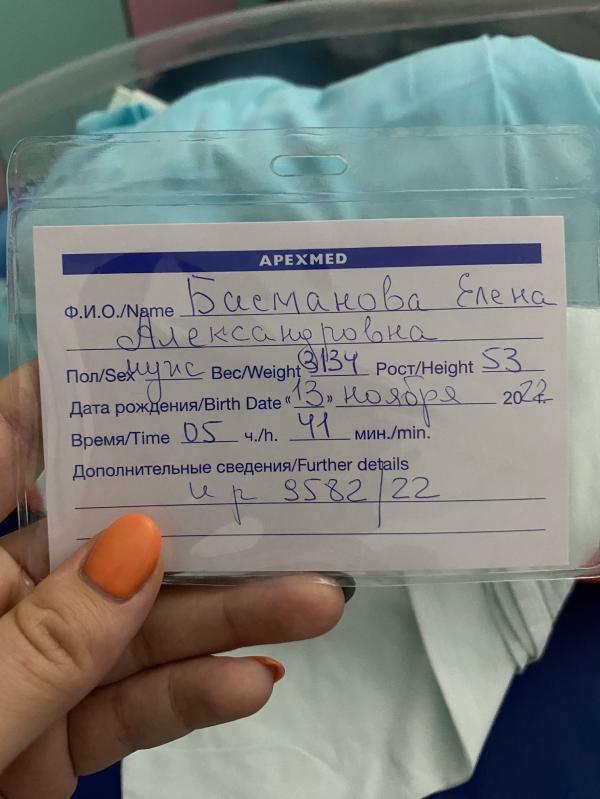 APEXMED
Ф.И.О./Name Басманова Елена
Александровна
Пол/Sex муж Вес/Weight 3134 Рост/Height 53
Дата рождения/Birth Date «13» ноября 2022 г.
Время/Time 05 ч./h. 41 мин./min.
Дополнительные сведения/Further details
и р 9582/22